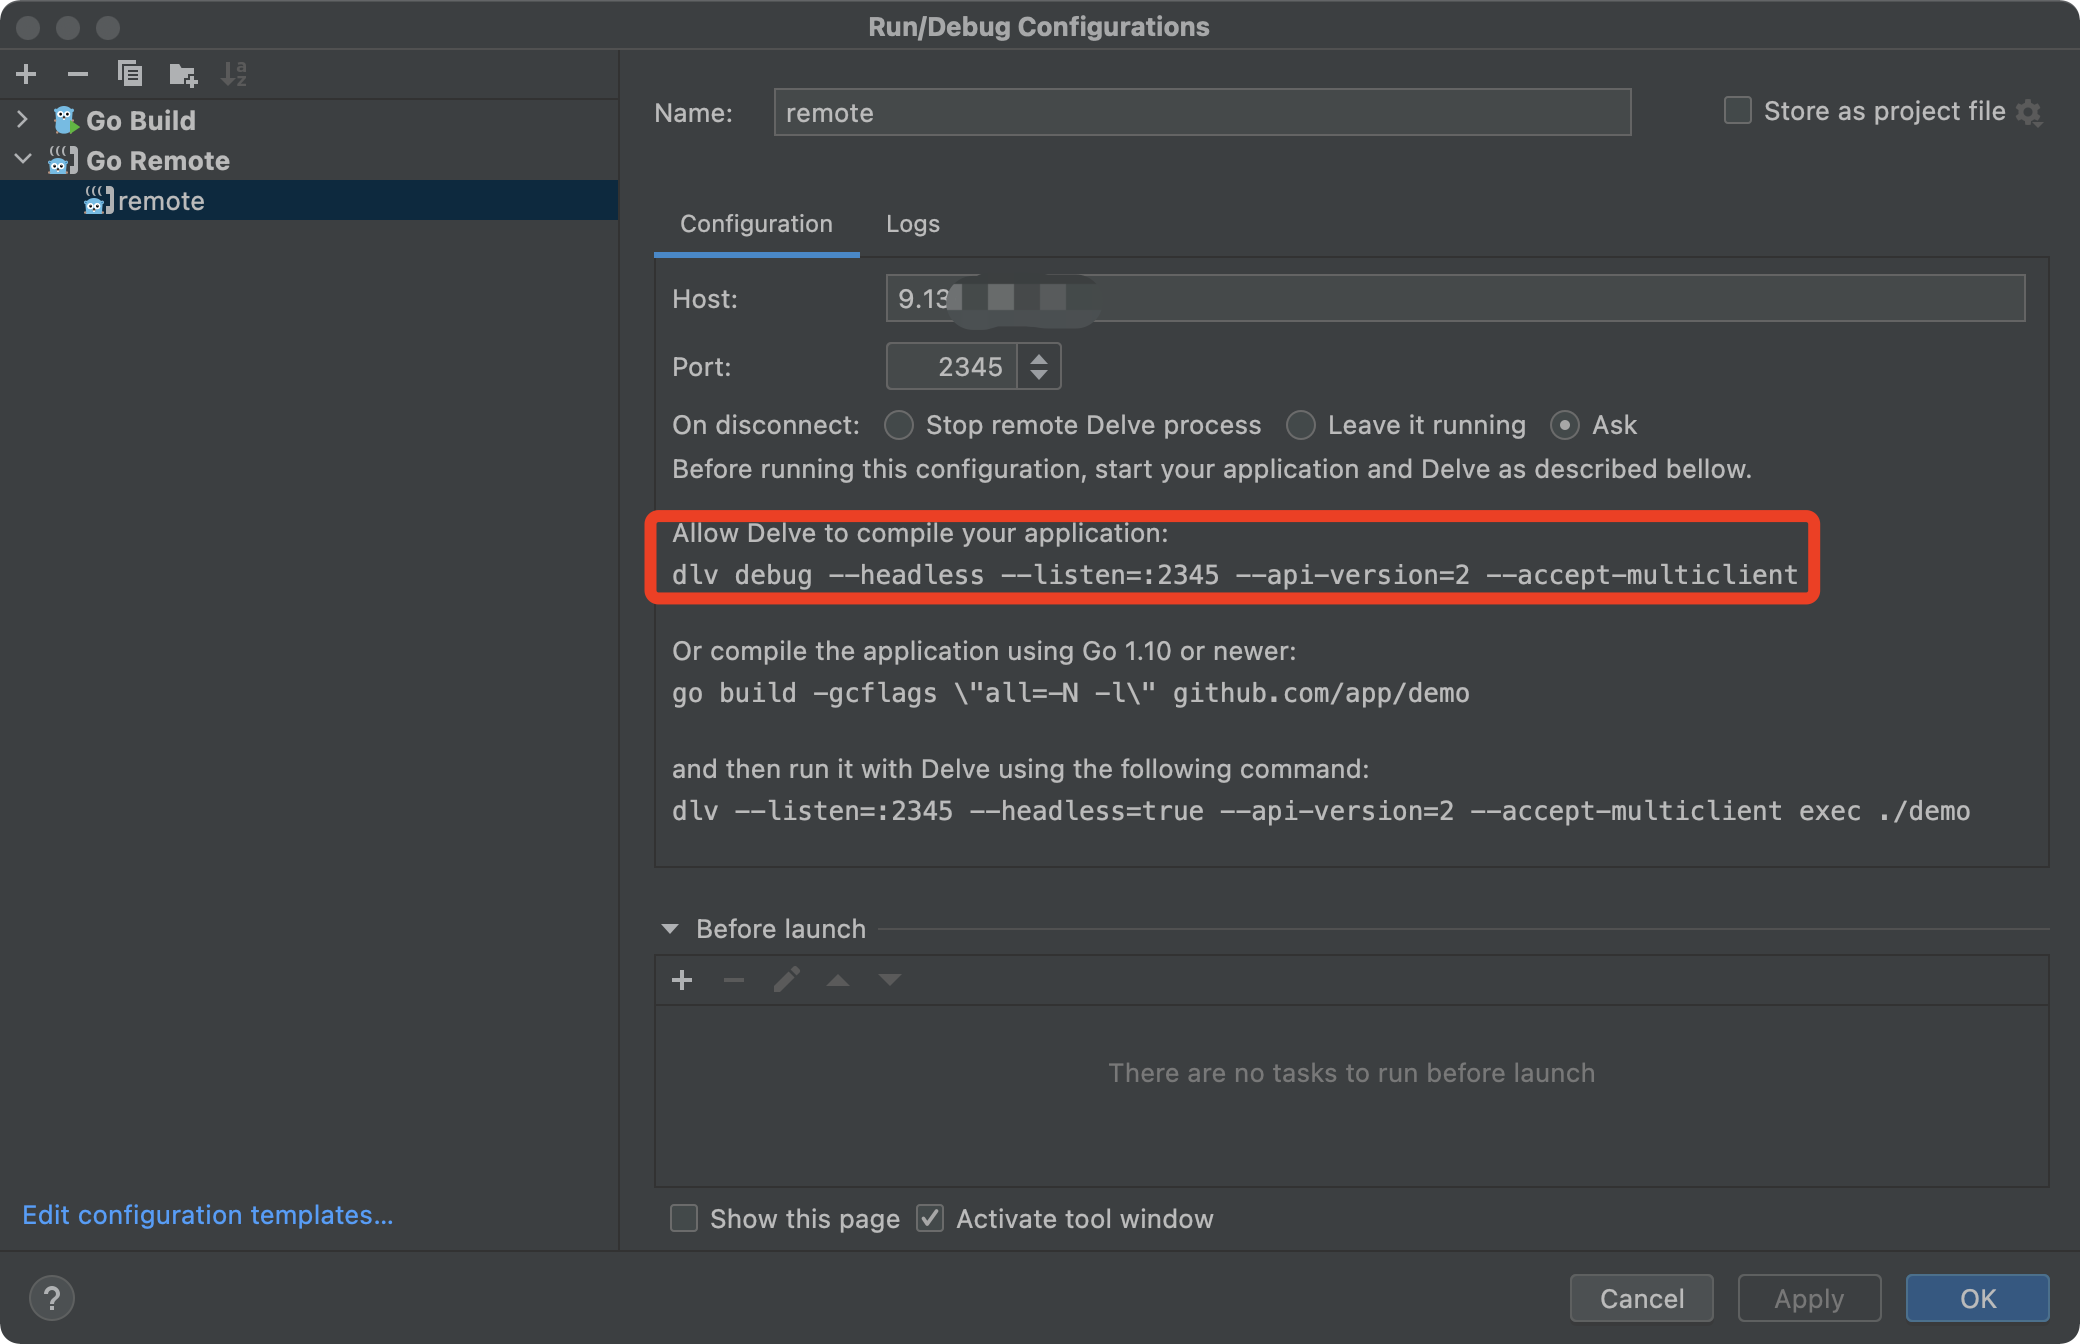 Run/Debug Configurations
Go Build
Go Remote
remote
Name: remote
Store as project file
Configuration Logs
Host: 9.13
Port: 2345
On disconnect: Stop remote Delve process Leave it running Ask
Before running this configuration, start your application and Delve as described bellow.
Allow Delve to compile your application:
dlv debug --headless --listen=:2345 --api-version=2 --accept-multiclient
Or compile the application using Go 1.10 or newer:
go build -gcflags \"all=-N -l\" github.com/app/demo
and then run it with Delve using the following command:
dlv --listen=:2345 --headless=true --api-version=2 --accept-multiclient exec ./demo
Before launch
There are no tasks to run before launch
Edit configuration templates...
Show this page Activate tool window
?
Cancel Apply OK